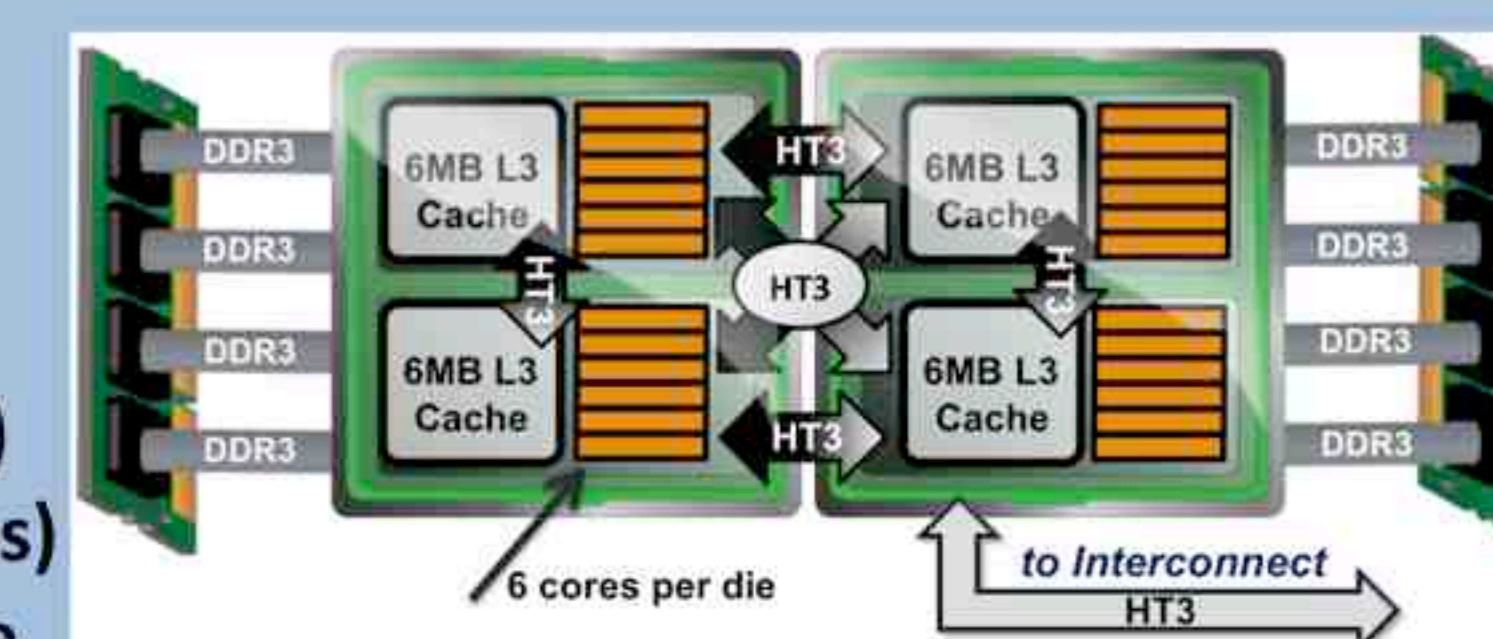 DDR3
DDR3
DDR3
DDR3
6MB L3
Cache
HT3
6MB L3
Cache
HT3
6MB L3
Cache
HT3
6MB L3
Cache
HT3
HT3
HT3
DDR3
DDR3
DDR3
DDR3
s)
6 cores per die
to Interconnect
HT3